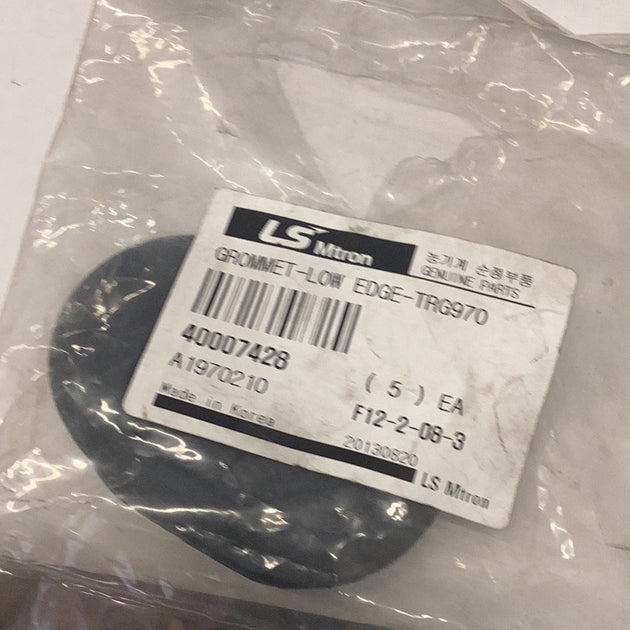 LS Mtron
농기계 순정부품
GENUINE PARTS
GROMMET-LOW EDGE-TRG970
40007428
A1970210
( 5 ) EA
Made in Korea
F12-2-08-3
20130820
LS Mtron